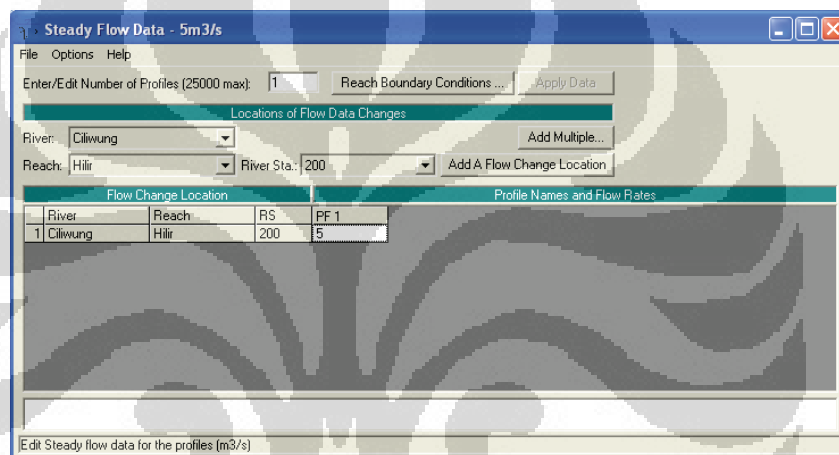 Steady Flow Data - 5m3/s
File Options Help
Enter/Edit Number of Profiles (25000 max): 1 Reach Boundary Conditions ... Apply Data
Locations of Flow Data Changes
River: Ciliwung Add Multiple...
Reach: Hilir River Sta.: 200 Add A Flow Change Location
Flow Change Location Profile Names and Flow Rates
River Reach RS PF 1
1 Ciliwung Hilir 200 5
Edit Steady flow data for the profiles (m3/s)